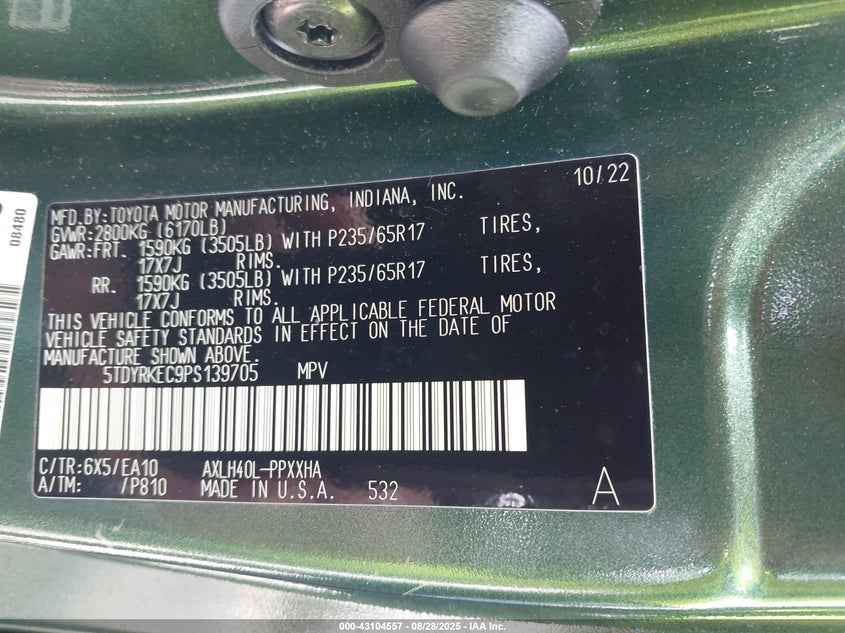 08480
10/22
MFD.BY:TOYOTA MOTOR MANUFACTURING, INDIANA, INC.
GVWR:2800KG (6170LB)
GAWR:FRT. 1590KG (3505LB) WITH P235/65R17 TIRES,
17X7J RIMS.
RR. 1590KG (3505LB) WITH P235/65R17 TIRES,
17X7J RIMS.
THIS VEHICLE CONFORMS TO ALL APPLICABLE FEDERAL MOTOR
VEHICLE SAFETY STANDARDS IN EFFECT ON THE DATE OF
MANUFACTURE SHOWN ABOVE.
5TDYRKEC9PS139705 MPV
C/TR:6X5/EA10 AXLH40L-PPXXHA
A/TM: /P810 MADE IN U.S.A. 532
A
000-43104557 - 08/28/2025 - IAA Inc.